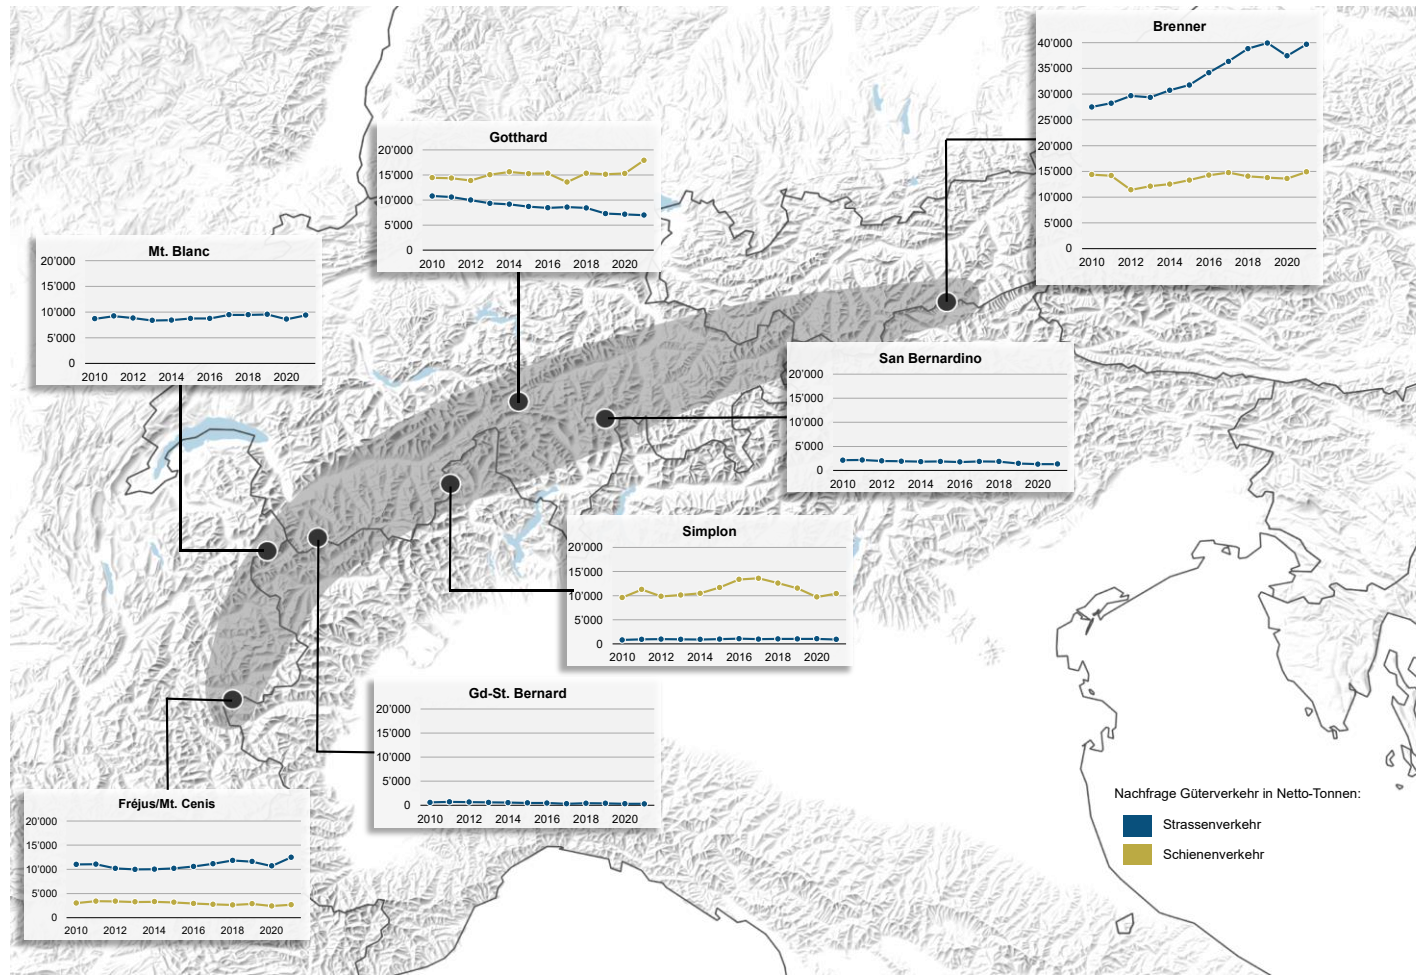 Brenner
40'000
35'000
30'000
25'000
20'000
15'000
10'000
5'000
0
2010 2012 2014 2016 2018 2020
Gotthard
20'000
15'000
10'000
5'000
0
2010 2012 2014 2016 2018 2020
Mt. Blanc
20'000
15'000
10'000
5'000
0
2010 2012 2014 2016 2018 2020
San Bernardino
20'000
15'000
10'000
5'000
0
2010 2012 2014 2016 2018 2020
Simplon
20'000
15'000
10'000
5'000
0
2010 2012 2014 2016 2018 2020
Gd-St. Bernard
20'000
15'000
10'000
5'000
0
2010 2012 2014 2016 2018 2020
Fréjus/Mt. Cenis
20'000
15'000
10'000
5'000
0
2010 2012 2014 2016 2018 2020
Nachfrage Güterverkehr in Netto-Tonnen:
Strassenverkehr
Schienenverkehr